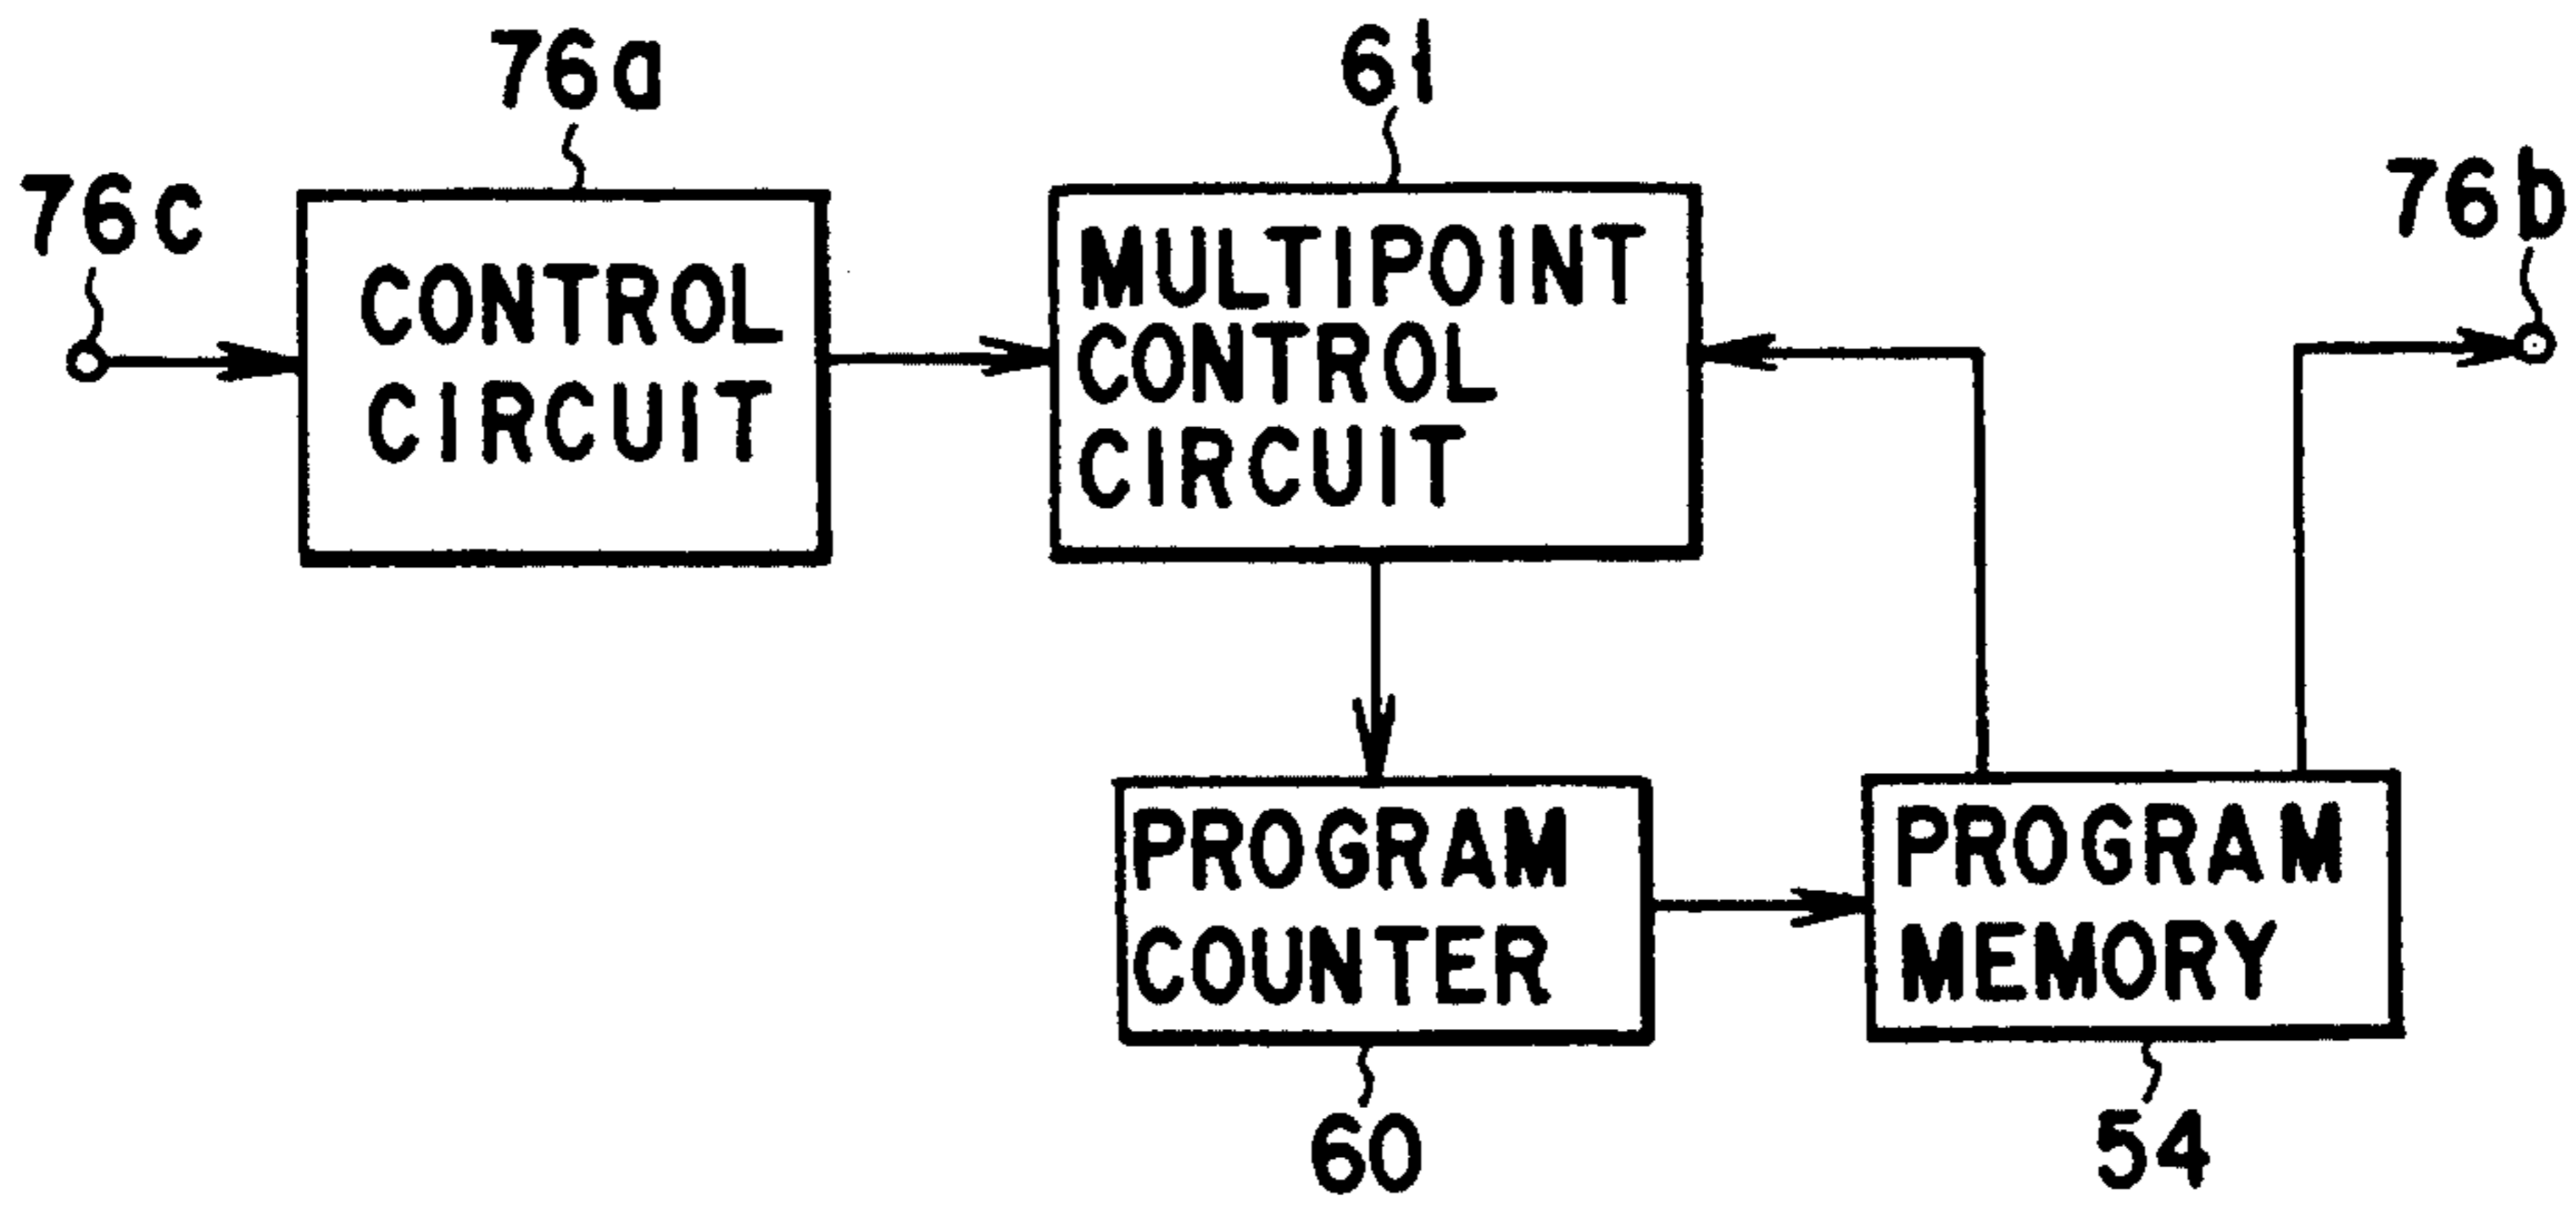 76a
61
76c
76b
CONTROL
CIRCUIT
MULTIPOINT
CONTROL
CIRCUIT
PROGRAM
COUNTER
PROGRAM
MEMORY
60
54